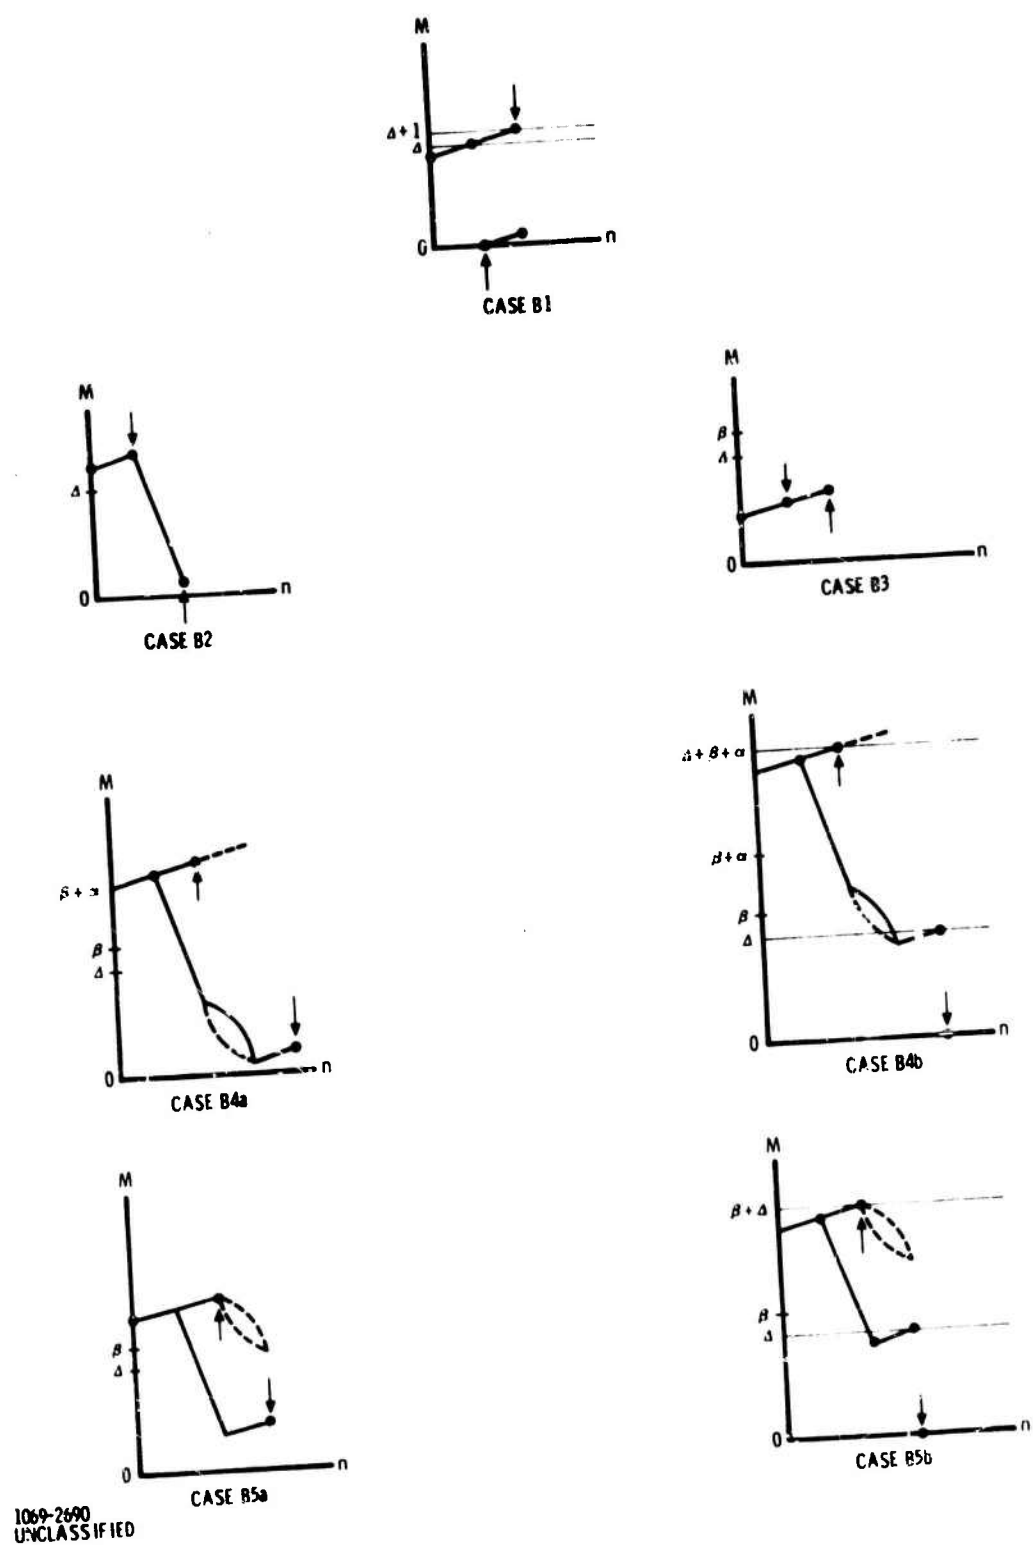 M
Δ+1
Δ
0
n
CASE B1
M
Δ
0
n
CASE B2
M
β
Δ
0
n
CASE B3
M
β+α
β
Δ
0
n
CASE B4a
M
Δ+β+α
β+α
β
Δ
0
n
CASE B4b
M
β
Δ
0
n
CASE B5a
M
β+Δ
β
Δ
0
n
CASE B5b
1069-2690
UNCLASSIFIED